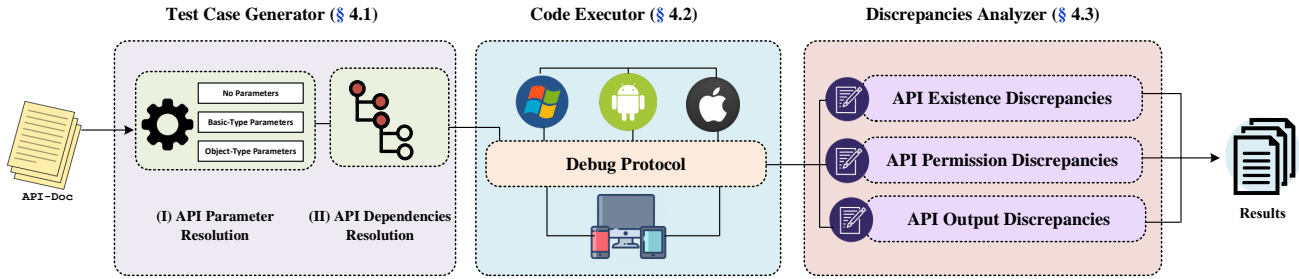 Test Case Generator (§ 4.1)
Code Executor (§ 4.2)
Discrepancies Analyzer (§ 4.3)
API-Doc
No Parameters
Basic-Type Parameters
Object-Type Parameters
(I) API Parameter
Resolution
(II) API Dependencies
Resolution
Debug Protocol
API Existence Discrepancies
API Permission Discrepancies
API Output Discrepancies
Results